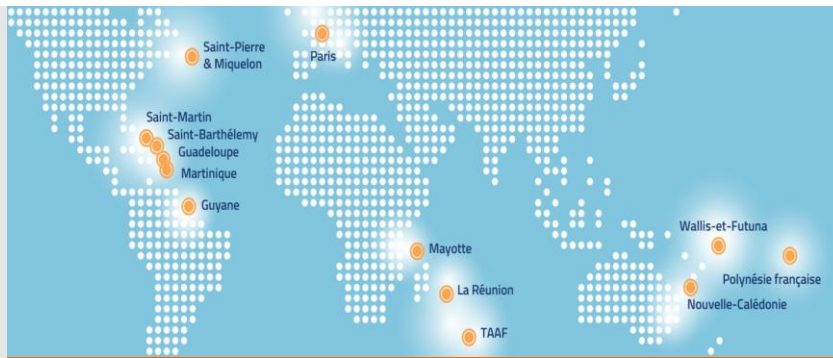 Saint-Pierre
& Miquelon
Paris
Saint-Martin
Saint-Barthélemy
Guadeloupe
Martinique
Guyane
Mayotte
La Réunion
TAAF
Wallis-et-Futuna
Polynésie française
Nouvelle-Calédonie